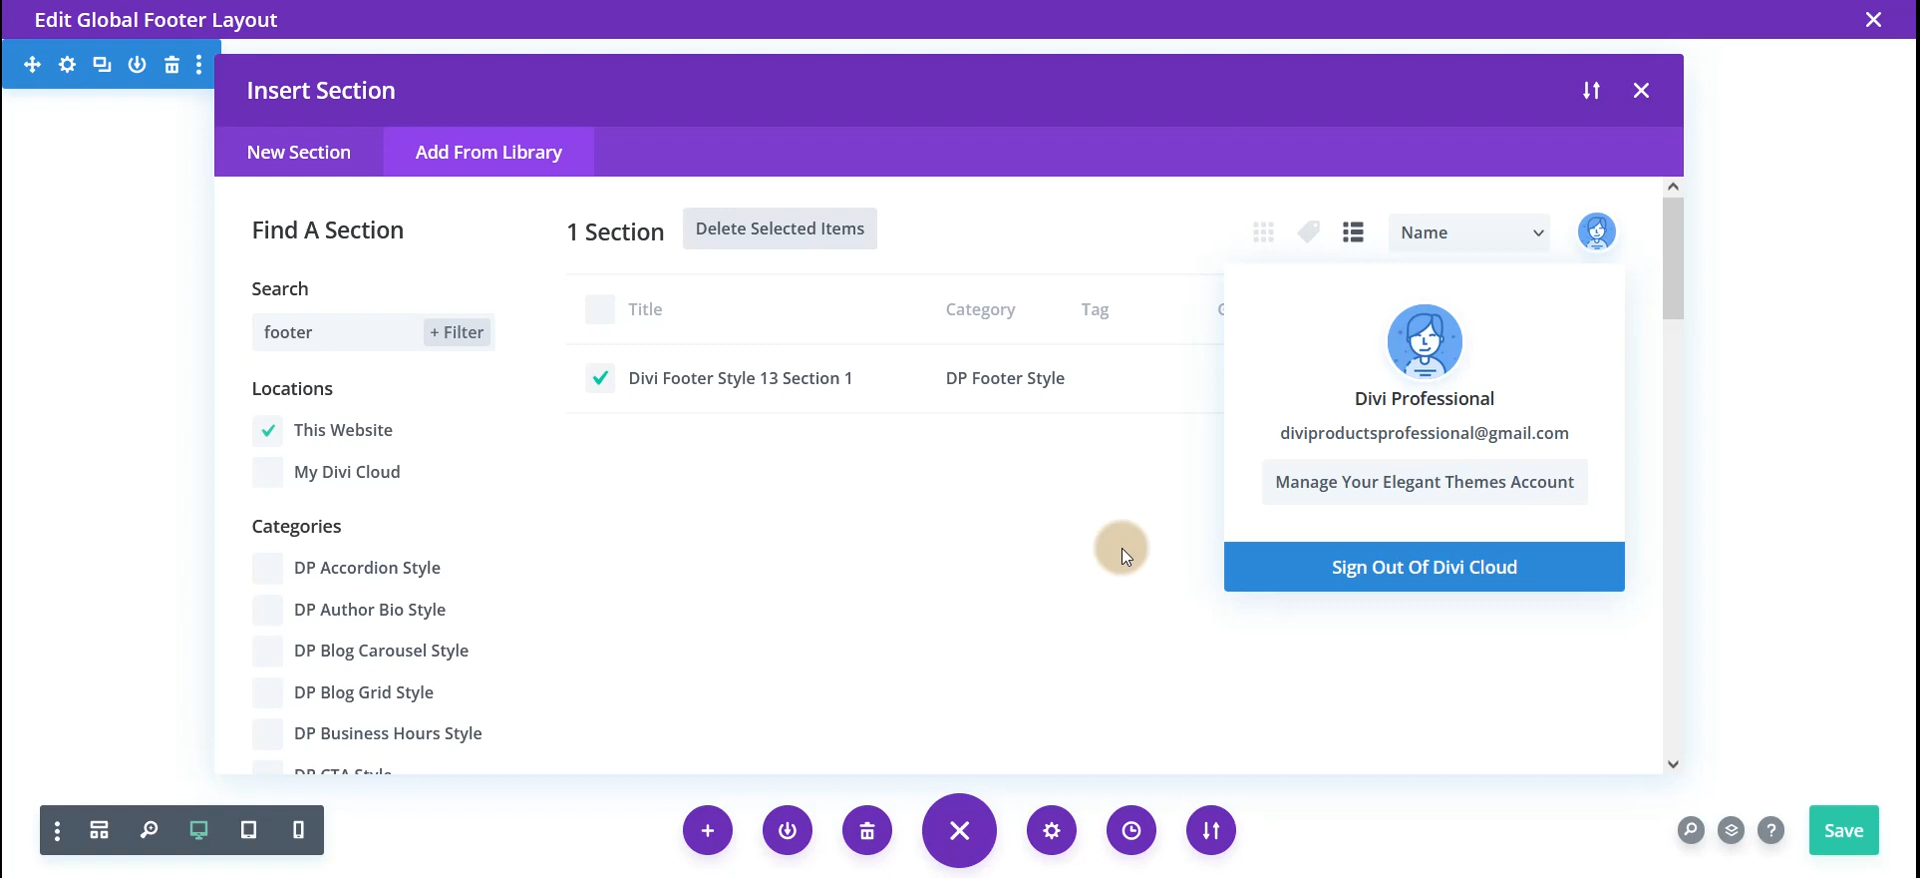 Edit Global Footer Layout
Insert Section
New Section
Add From Library
Find A Section
1 Section
Delete Selected Items
Name
Search
footer
+ Filter
Title
Category
Tag
Divi Footer Style 13 Section 1
DP Footer Style
Divi Professional
diviproductsprofessional@gmail.com
Manage Your Elegant Themes Account
Sign Out Of Divi Cloud
Locations
This Website
My Divi Cloud
Categories
DP Accordion Style
DP Author Bio Style
DP Blog Carousel Style
DP Blog Grid Style
DP Business Hours Style
DP CTA Style
?
Save